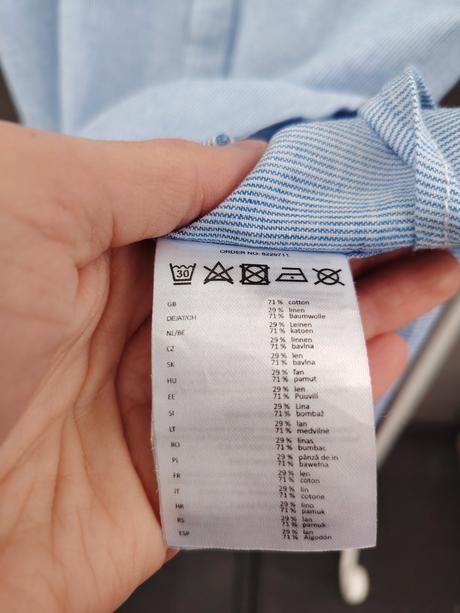 ORDER NO: 8229711
30
GB 71 % cotton
29 % linen
DE/AT/CH 71 % Baumwolle
29 % Leinen
NL/BE 71 % katoen
29 % linnen
CZ 71 % bavlna
29 % len
SK 71 % bavlna
29 % ľan
HU 71 % pamut
29 % len
EE 71 % Puuvill
29 % Lina
SI 71 % bombaž
29 % lan
LT 71 % medvilnė
29 % linas
RO 71 % bumbac
29 % pânză de in
PL 71 % bawełna
29 % len
FR 71 % coton
29 % lin
IT 71 % cotone
29 % lino
HR 71 % pamuk
29 % lan
RS 71 % pamuk
29 % lan
ESP 71 % Algodón